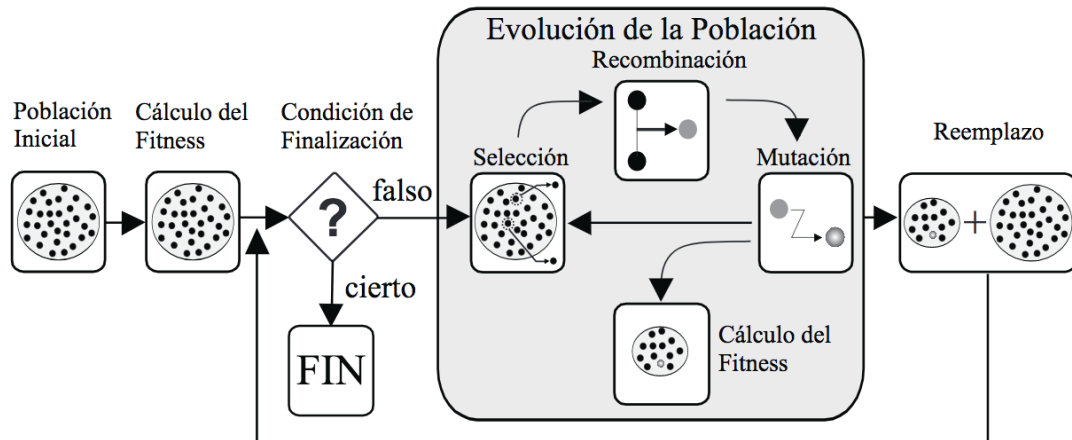 Evolución de la Población
Recombinación
Población
Inicial
Cálculo del
Fitness
Condición de
Finalización
Selección
Mutación
Reemplazo
falso
?
+
cierto
FIN
Cálculo del
Fitness